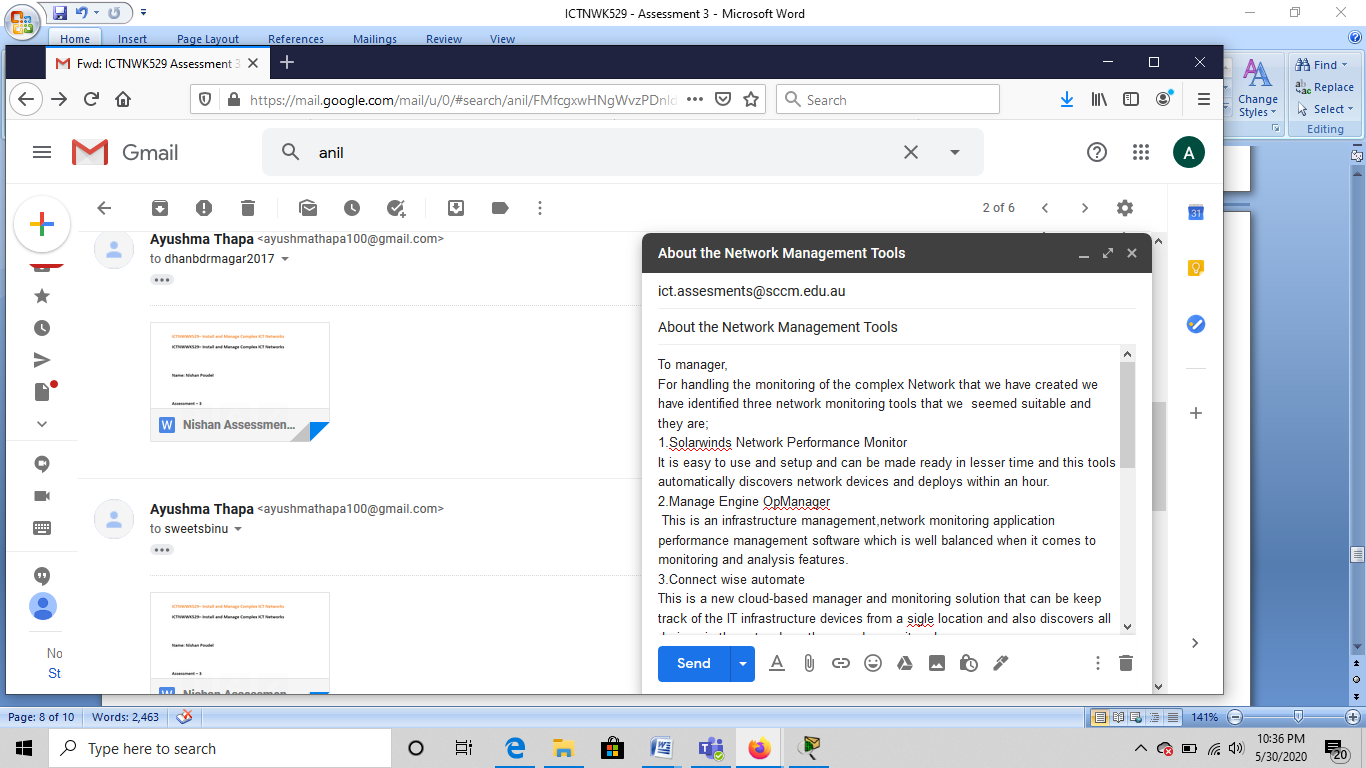 ICTNWK529 - Assessment 3 - Microsoft Word
Home Insert Page Layout References Mailings Review View
Fwd: ICTNWK529 Assessment 3
https://mail.google.com/mail/u/0/#search/anil/FMfcgxwHNgWvzPDnld
Search
Find
Replace
Select
Change
Styles
Editing
Gmail
anil
A
2 of 6
31
Ayushma Thapa <ayushmathapa100@gmail.com>
to dhanbdrmagar2017
ICTNWWK529- Install and Manage Complex ICT Networks
ICTNWWK529- Install and Manage Complex ICT Networks
Name: Nishan Poudel
Assessment – 3
W Nishan Assessmen...
Ayushma Thapa <ayushmathapa100@gmail.com>
to sweetsbinu
ICTNWWK529- Install and Manage Complex ICT Networks
ICTNWWK529- Install and Manage Complex ICT Networks
Name: Nishan Poudel
Assessment – 3
W Nishan Assessmen
No
St
About the Network Management Tools
ict.assesments@sccm.edu.au
About the Network Management Tools
To manager,
For handling the monitoring of the complex Network that we have created we
have identified three network monitoring tools that we seemed suitable and
they are;
1.Solarwinds Network Performance Monitor
It is easy to use and setup and can be made ready in lesser time and this tools
automatically discovers network devices and deploys within an hour.
2.Manage Engine OpManager
This is an infrastructure management,network monitoring application
performance management software which is well balanced when it comes to
monitoring and analysis features.
3.Connect wise automate
This is a new cloud-based manager and monitoring solution that can be keep
track of the IT infrastructure devices from a sigle location and also discovers all
Send
Page: 8 of 10 Words: 2,463
141%
Type here to search
10:36 PM
5/30/2020
20